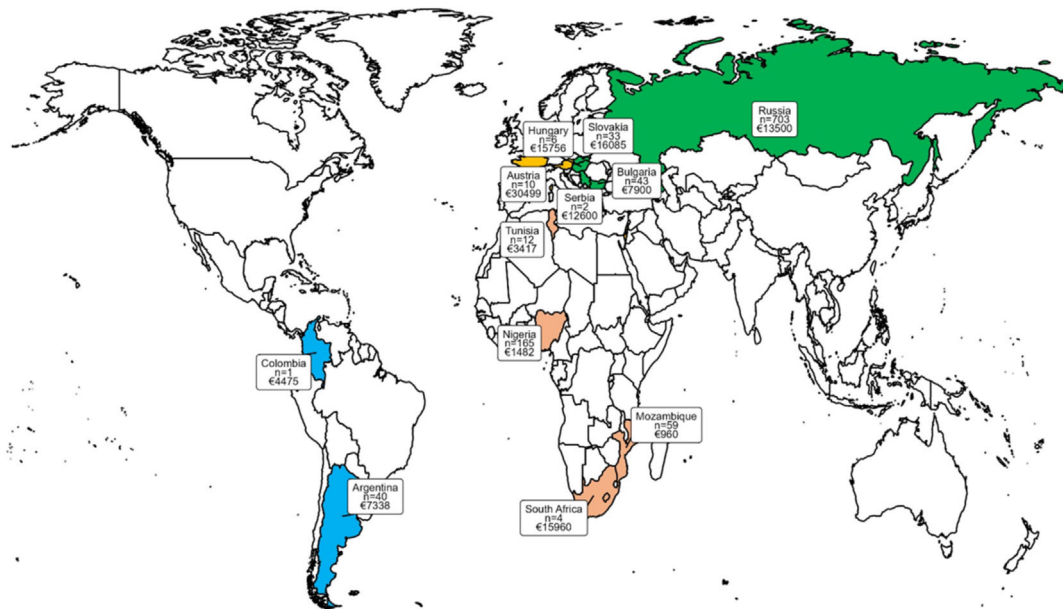 Russia
n=703
€13500
Hungary
n=6
€15756
Slovakia
n=33
€16085
Austria
n=10
€30499
Bulgaria
n=43
€7900
Serbia
n=2
€12600
Tunisia
n=12
€3417
Nigeria
n=165
€1482
Colombia
n=1
€4475
Mozambique
n=59
€960
Argentina
n=40
€7338
South Africa
n=4
€15960